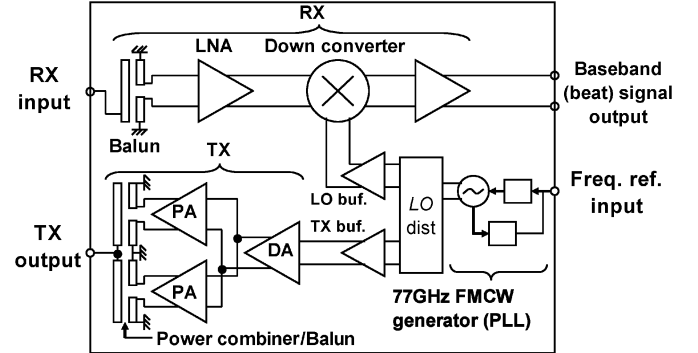 RX
LNA Down converter
RX
input
Baseband
(beat) signal
output
Balun
TX
LO buf.
LO
dist
Freq. ref.
input
PA
TX buf.
TX
output
DA
PA
77GHz FMCW
generator (PLL)
Power combiner/Balun